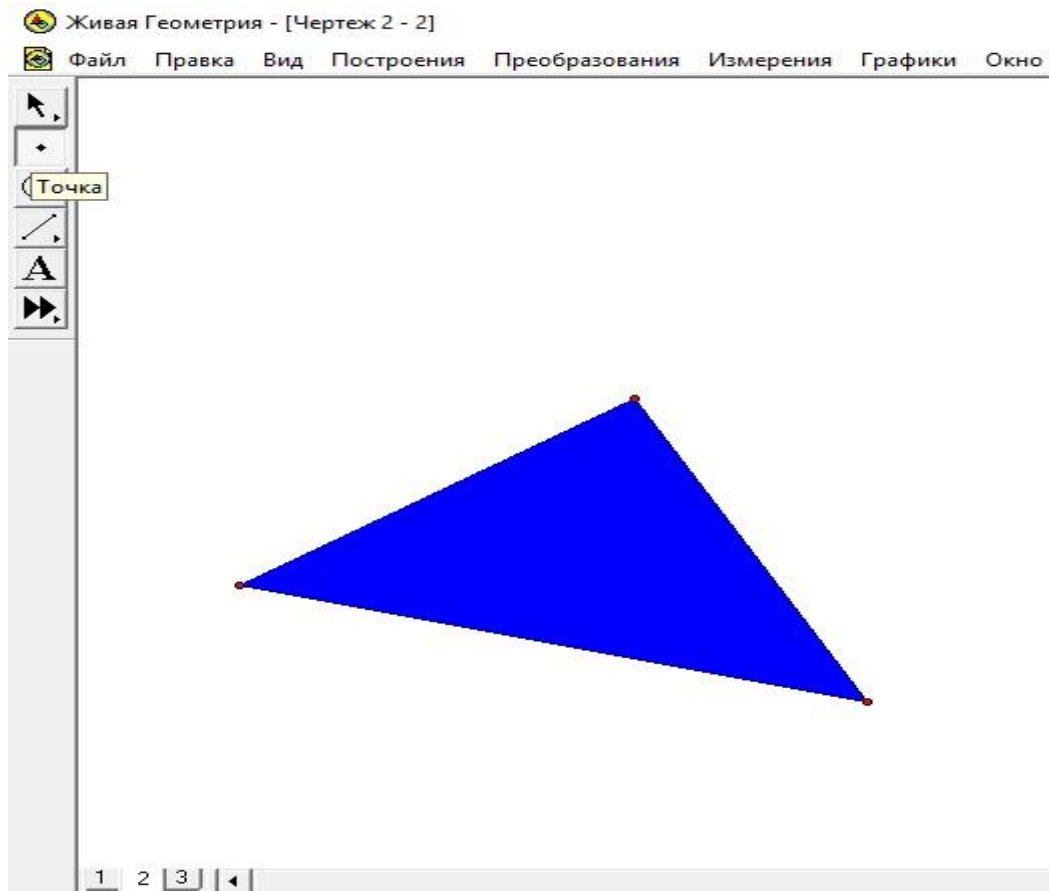 Живая Геометрия - [Чертеж 2 - 2]
Файл Правка Вид Построения Преобразования Измерения Графики Окно
Точка
A
1 2 3